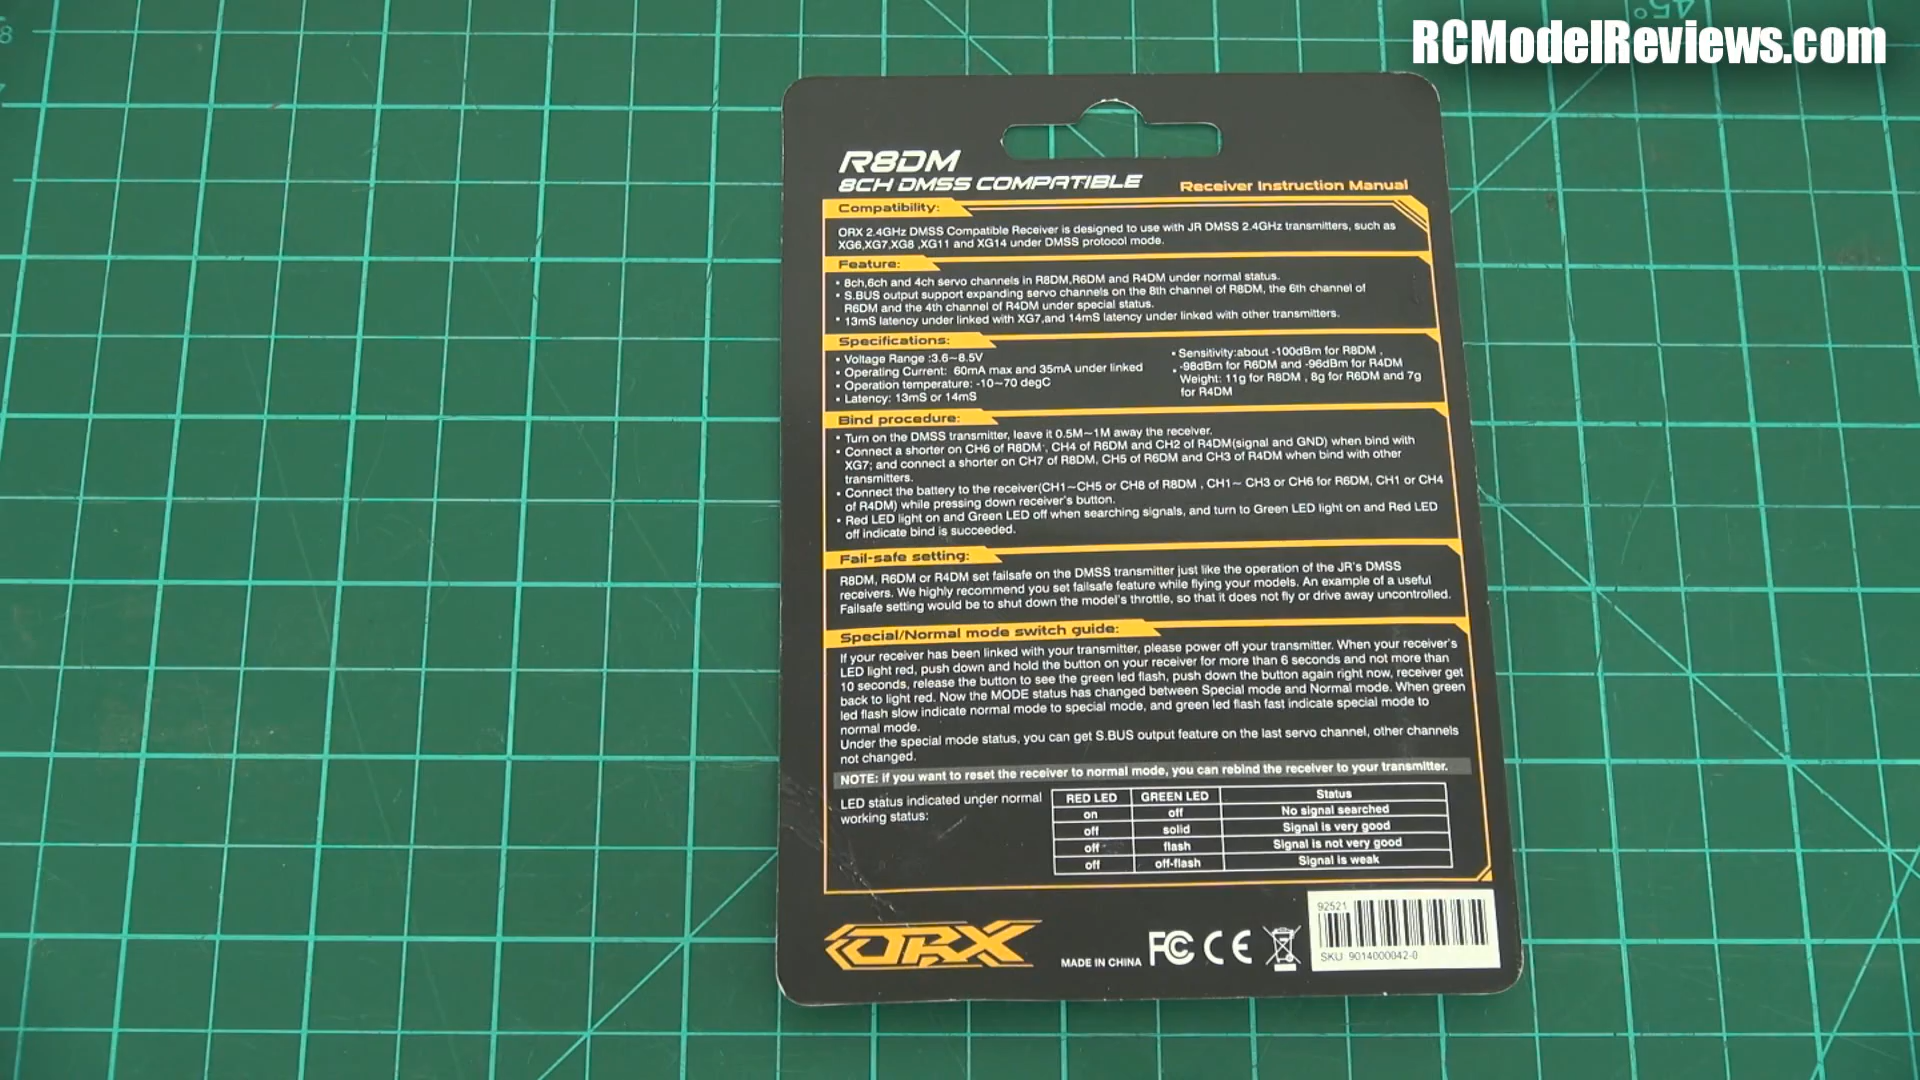 RCModelReviews.com
45°
8
R8DM
8CH DMSS COMPATIBLE
Receiver Instruction Manual
Compatibility:
ORX 2.4GHz DMSS Compatible Receiver is designed to use with JR DMSS 2.4GHz transmitters, such as
XG6,XG7,XG8 ,XG11 and XG14 under DMSS protocol mode.
Feature:
• 8ch,6ch and 4ch servo channels in R8DM,R6DM and R4DM under normal status.
• S.BUS output support expanding servo channels on the 8th channel of R8DM, the 6th channel of
R6DM and the 4th channel of R4DM under special status.
• 13mS latency under linked with XG7,and 14mS latency under linked with other transmitters.
Specifications:
• Voltage Range :3.6~8.5V
• Operating Current: 60mA max and 35mA under linked
• Operation temperature: -10~70 degC
• Latency: 13mS or 14mS
• Sensitivity:about -100dBm for R8DM ,
• -98dBm for R6DM and -96dBm for R4DM
Weight: 11g for R8DM , 8g for R6DM and 7g
for R4DM
Bind procedure:
• Turn on the DMSS transmitter, leave it 0.5M~1M away the receiver.
• Connect a shorter on CH6 of R8DM , CH4 of R6DM and CH2 of R4DM(signal and GND) when bind with
XG7; and connect a shorter on CH7 of R8DM, CH5 of R6DM and CH3 of R4DM when bind with other
transmitters.
• Connect the battery to the receiver(CH1~CH5 or CH8 of R8DM , CH1~ CH3 or CH6 for R6DM, CH1 or CH4
of R4DM) while pressing down receiver's button.
• Red LED light on and Green LED off when searching signals, and turn to Green LED light on and Red LED
off indicate bind is succeeded.
Fail-safe setting:
R8DM, R6DM or R4DM set failsafe on the DMSS transmitter just like the operation of the JR's DMSS
receivers. We highly recommend you set failsafe feature while flying your models. An example of a useful
Failsafe setting would be to shut down the model's throttle, so that it does not fly or drive away uncontrolled.
Special/Normal mode switch guide:
If your receiver has been linked with your transmitter, please power off your transmitter. When your receiver's
LED light red, push down and hold the button on your receiver for more than 6 seconds and not more than
10 seconds, release the button to see the green led flash, push down the button again right now, receiver get
back to light red. Now the MODE status has changed between Special mode and Normal mode. When green
led flash slow indicate normal mode to special mode, and green led flash fast indicate special mode to
normal mode.
Under the special mode status, you can get S.BUS output feature on the last servo channel, other channels
not changed.
NOTE: if you want to reset the receiver to normal mode, you can rebind the receiver to your transmitter.
LED status indicated under normal
working status:
RED LED GREEN LED Status
on off No signal searched
off solid Signal is very good
off flash Signal is not very good
off off-flash Signal is weak
ORX
MADE IN CHINA
FC CE
92521
SKU 9014000042-0